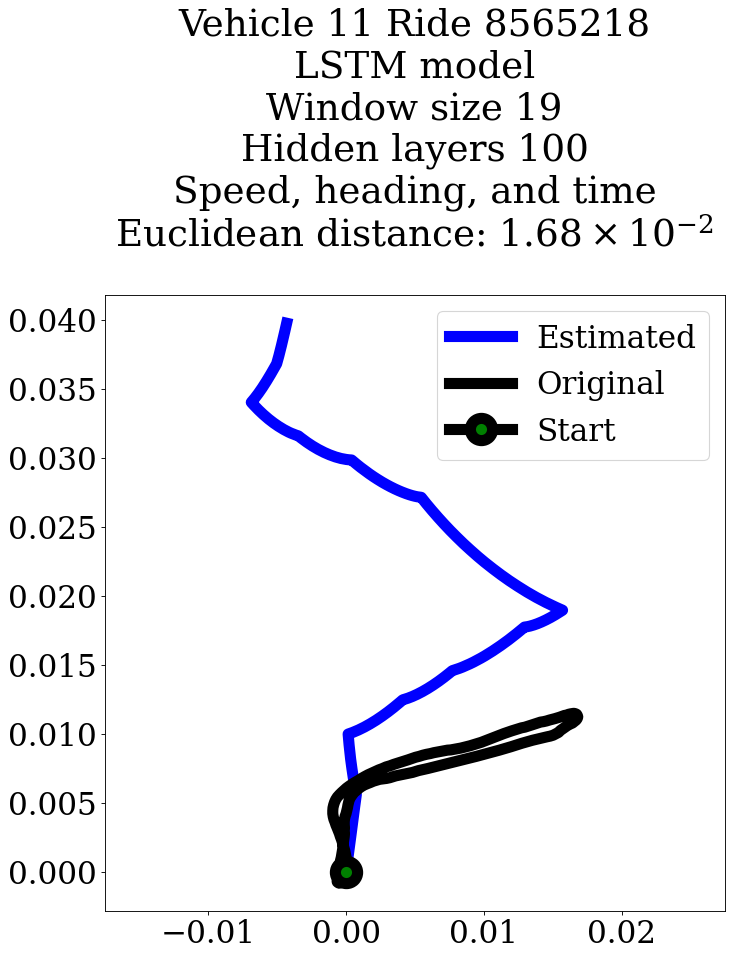 Vehicle 11 Ride 8565218
LSTM model
Window size 19
Hidden layers 100
Speed, heading, and time
Euclidean distance: 1.68 × 10⁻²
0.040
0.035
0.030
0.025
0.020
0.015
0.010
0.005
0.000
Estimated
Original
Start
−0.01 0.00 0.01 0.02